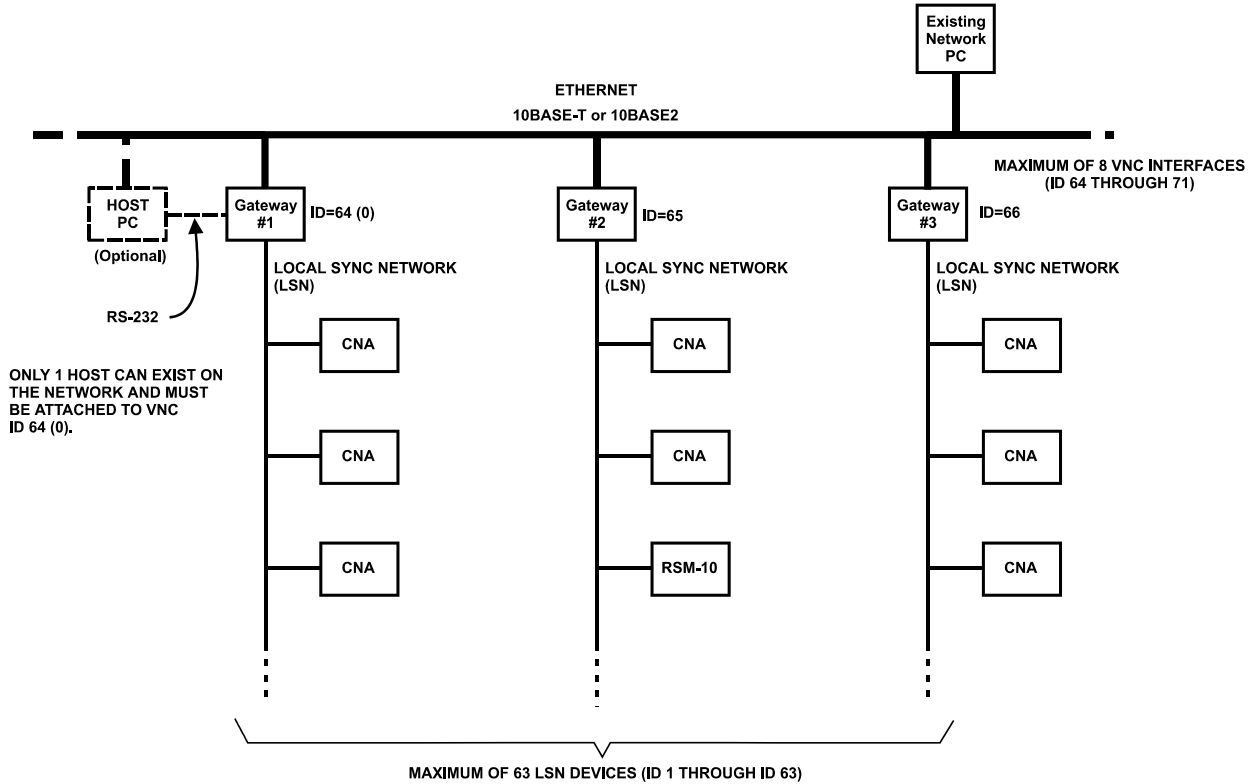 Existing
Network
PC
ETHERNET
10BASE-T or 10BASE2
MAXIMUM OF 8 VNC INTERFACES
(ID 64 THROUGH 71)
HOST
PC
(Optional)
Gateway
#1
ID=64 (0)
Gateway
#2
ID=65
Gateway
#3
ID=66
RS-232
LOCAL SYNC NETWORK
(LSN)
LOCAL SYNC NETWORK
(LSN)
LOCAL SYNC NETWORK
(LSN)
CNA
CNA
CNA
ONLY 1 HOST CAN EXIST ON
THE NETWORK AND MUST
BE ATTACHED TO VNC
ID 64 (0).
CNA
CNA
CNA
CNA
RSM-10
CNA
MAXIMUM OF 63 LSN DEVICES (ID 1 THROUGH ID 63)